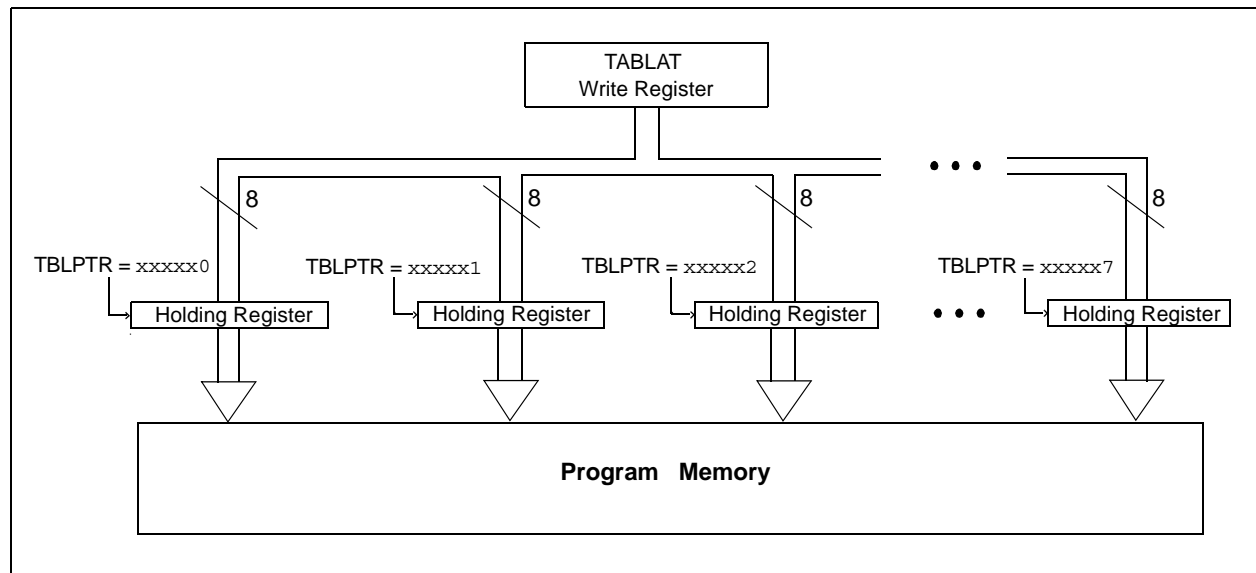 TABLAT
Write Register
8
8
8
8
TBLPTR = xxxxx0
TBLPTR = xxxxx1
TBLPTR = xxxxx2
TBLPTR = xxxxx7
Holding Register
Holding Register
Holding Register
Holding Register
Program Memory